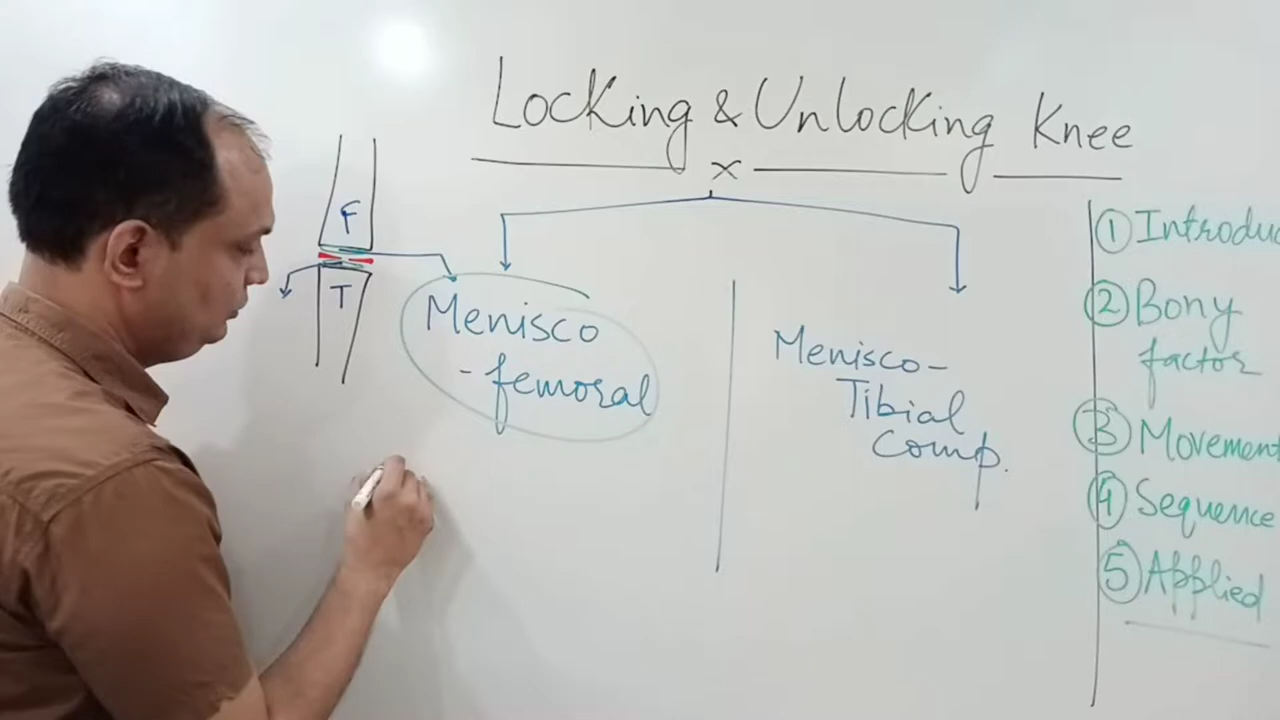 Locking & Unlocking Knee
x
F
T
Menisco
-femoral
Menisco-
Tibial
Comp.
① Introduc
② Bony
factor
③ Movement
④ Sequence
⑤ Applied